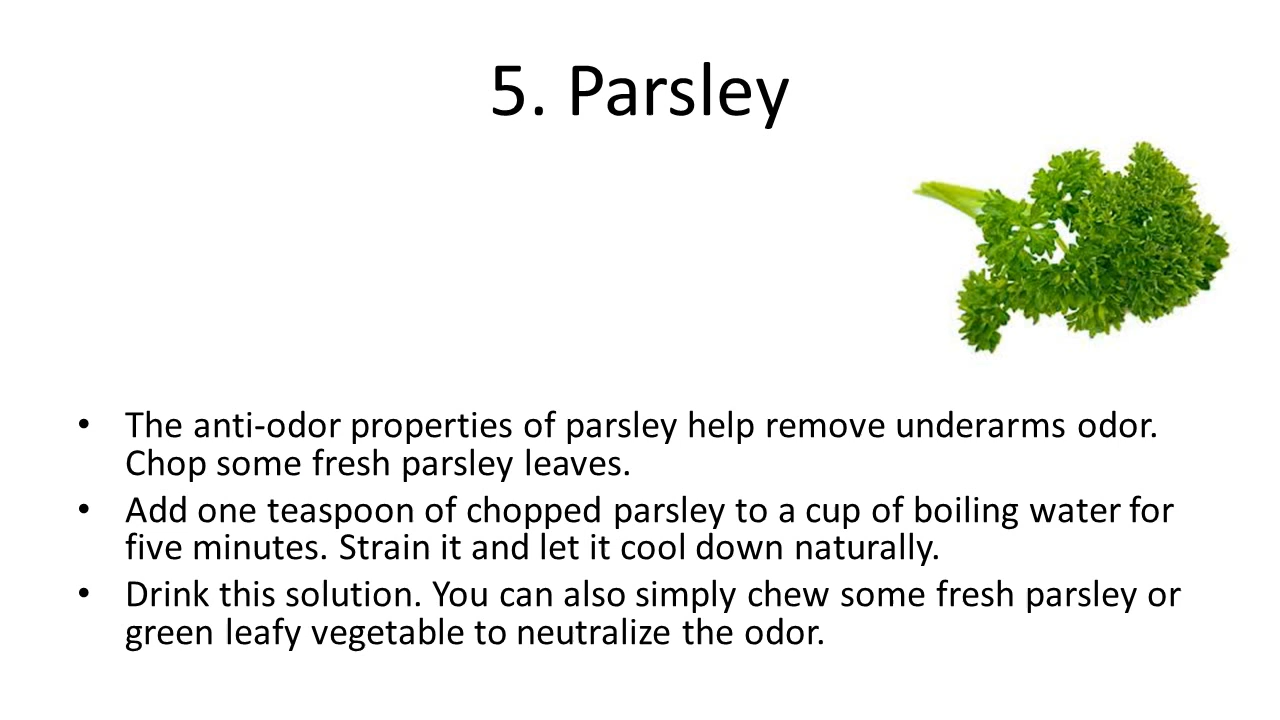 5. Parsley
• The anti-odor properties of parsley help remove underarms odor.
Chop some fresh parsley leaves.
• Add one teaspoon of chopped parsley to a cup of boiling water for
five minutes. Strain it and let it cool down naturally.
• Drink this solution. You can also simply chew some fresh parsley or
green leafy vegetable to neutralize the odor.